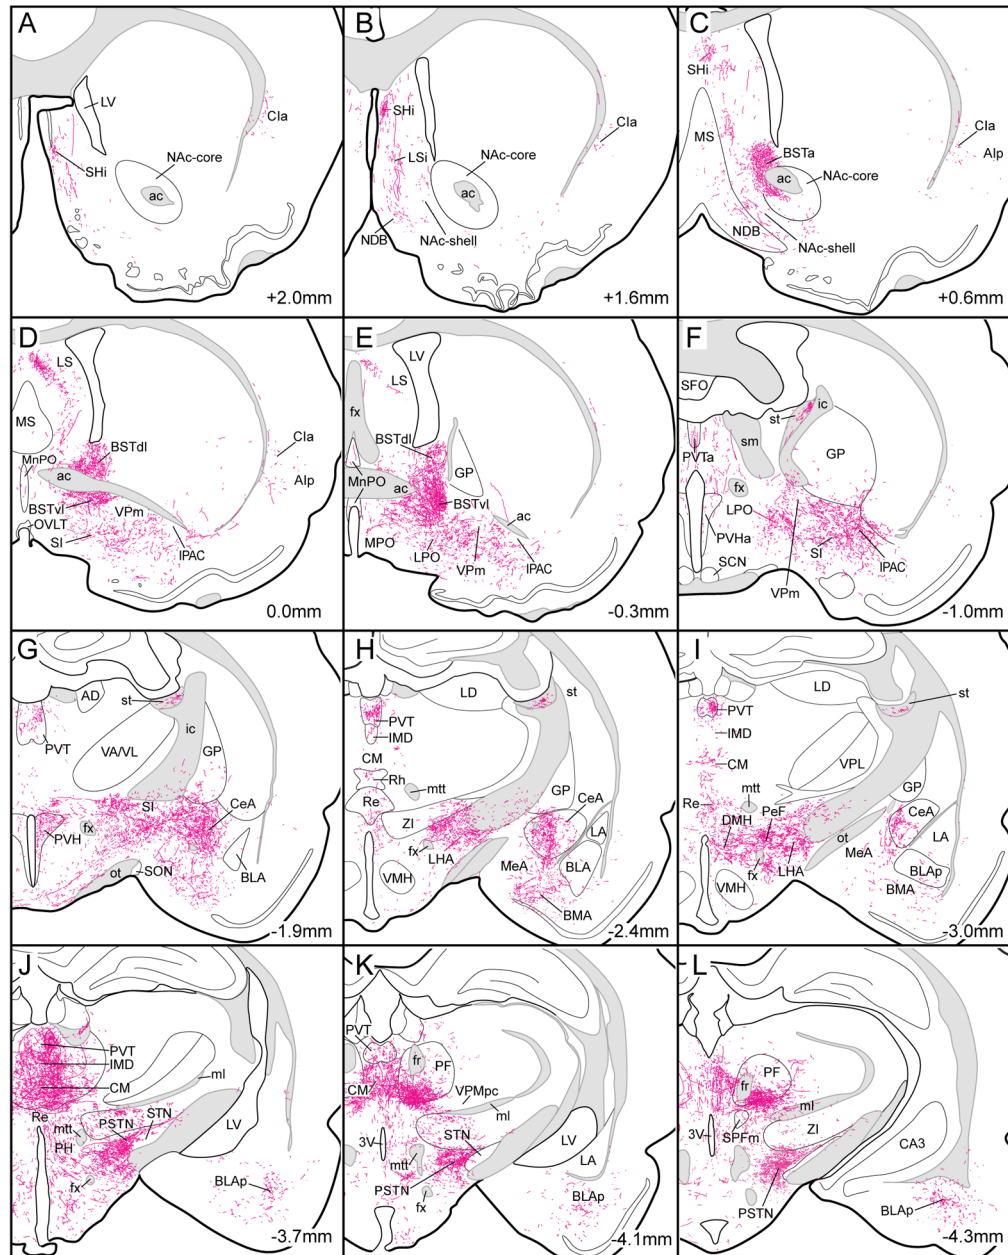 A
LV
Cla
SHi
NAc-core
ac
+2.0mm
B
SHi
Cla
LSi
NAc-core
ac
NDB
NAc-shell
+1.6mm
C
SHi
MS
Cla
BSTa
AIp
ac
NAc-core
NDB
NAc-shell
+0.6mm
D
LS
MS
BSTdl
Cla
MnPO
ac
AIp
BSTvl
VPm
OVLT
SI
IPAC
0.0mm
E
LV
LS
fx
BSTdl
GP
MnPO
ac
BSTvl
ac
MPO
LPO
VPm
IPAC
-0.3mm
F
SFO
ic
st
sm
PVTa
GP
fx
LPO
PVHa
SI
IPAC
SCN
VPm
-1.0mm
G
AD
st
ic
PVT
VA/VL
GP
SI
CeA
fx
PVH
BLA
ot
SON
-1.9mm
H
LD
st
PVT
IMD
CM
Rh
mtt
GP
Re
CeA
ZI
LA
fx
LHA
MeA
BLA
VMH
BMA
-2.4mm
I
LD
st
PVT
IMD
VPL
CM
mtt
GP
Re
PeF
CeA
DMH
ot
LA
MeA
fx
LHA
BLAp
VMH
BMA
-3.0mm
J
PVT
IMD
CM
ml
Re
STN
mtt
PSTN
LV
PH
fx
BLAp
-3.7mm
K
PVT
fr
PF
CM
VPMpc
ml
3V
STN
LV
mtt
LA
PSTN
fx
BLAp
-4.1mm
L
PF
fr
ml
3V
SPFm
ZI
CA3
PSTN
BLAp
-4.3mm